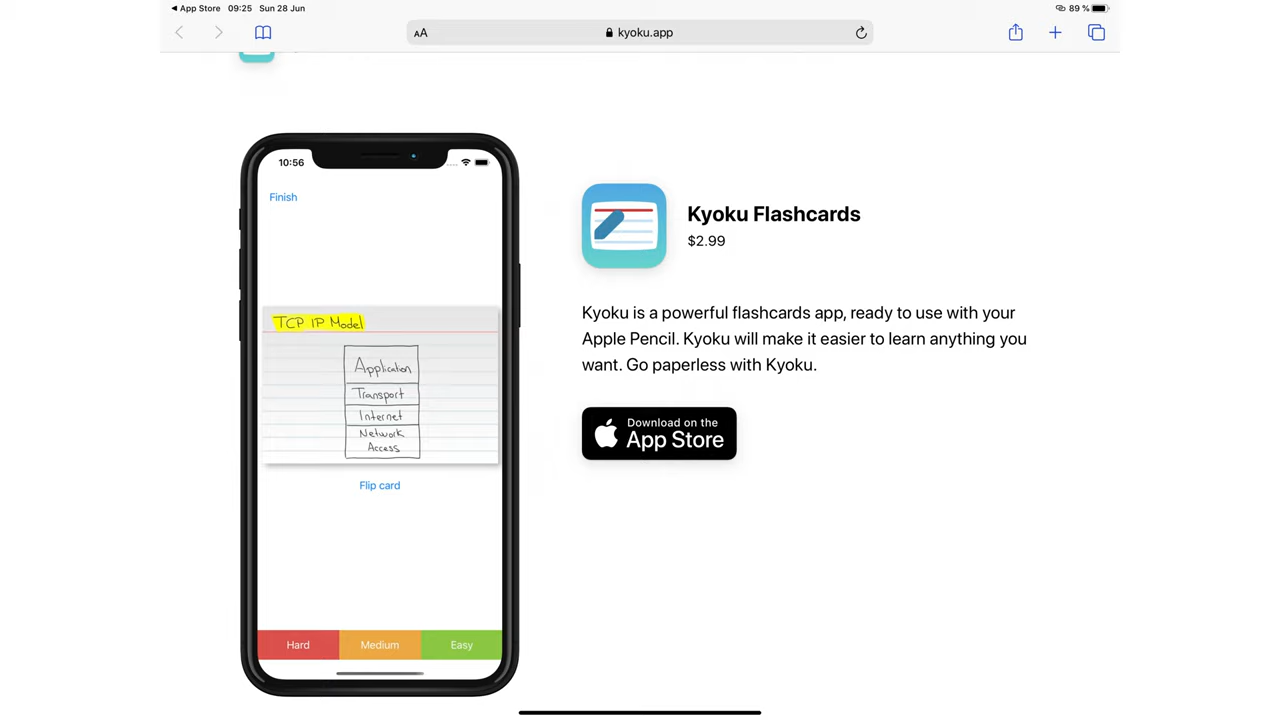 App Store 09:25 Sun 28 Jun 89 %
AA kyoku.app
10:56
Finish
TCP IP Model
Application
Transport
Internet
Network
Access
Flip card
Hard Medium Easy
Kyoku Flashcards
$2.99
Kyoku is a powerful flashcards app, ready to use with your
Apple Pencil. Kyoku will make it easier to learn anything you
want. Go paperless with Kyoku.
Download on the
App Store